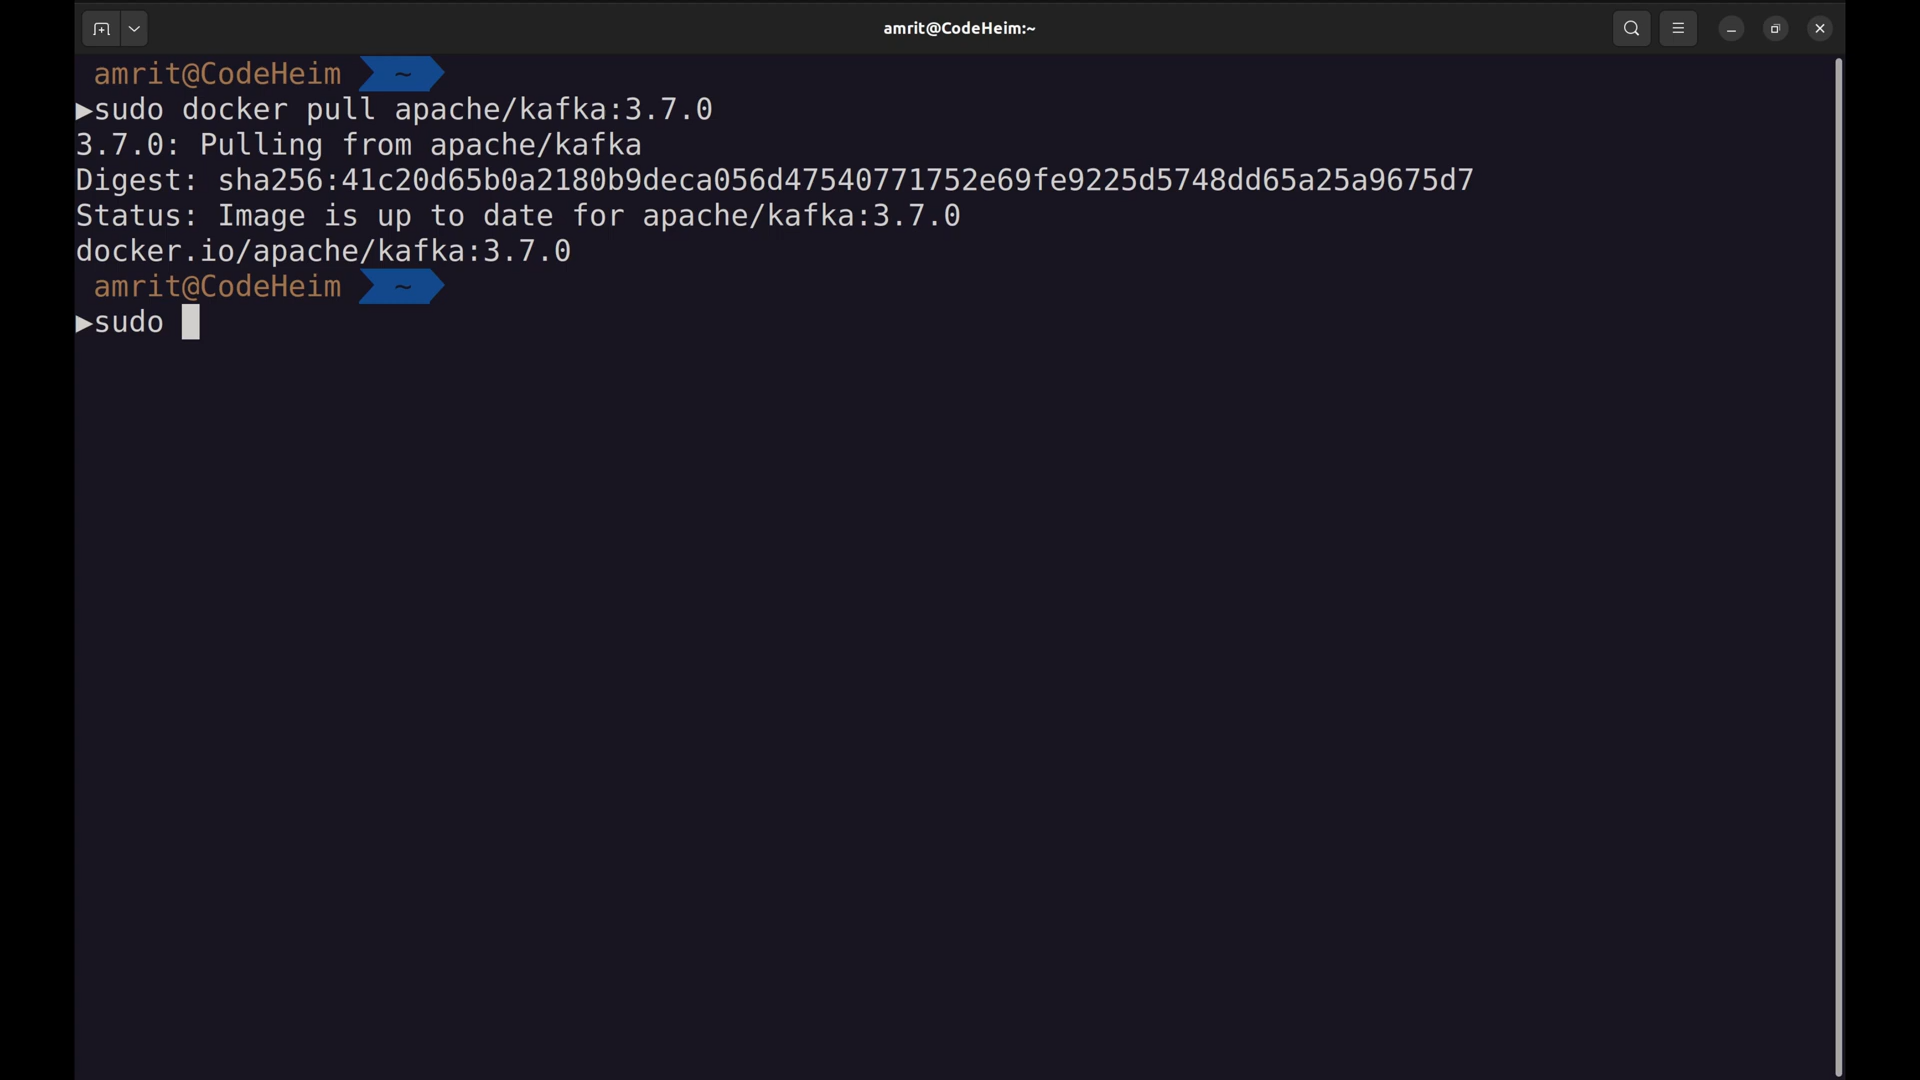 amrit@CodeHeim:~
amrit@CodeHeim ~
▶sudo docker pull apache/kafka:3.7.0
3.7.0: Pulling from apache/kafka
Digest: sha256:41c20d65b0a2180b9deca056d47540771752e69fe9225d5748dd65a25a9675d7
Status: Image is up to date for apache/kafka:3.7.0
docker.io/apache/kafka:3.7.0
amrit@CodeHeim ~
▶sudo